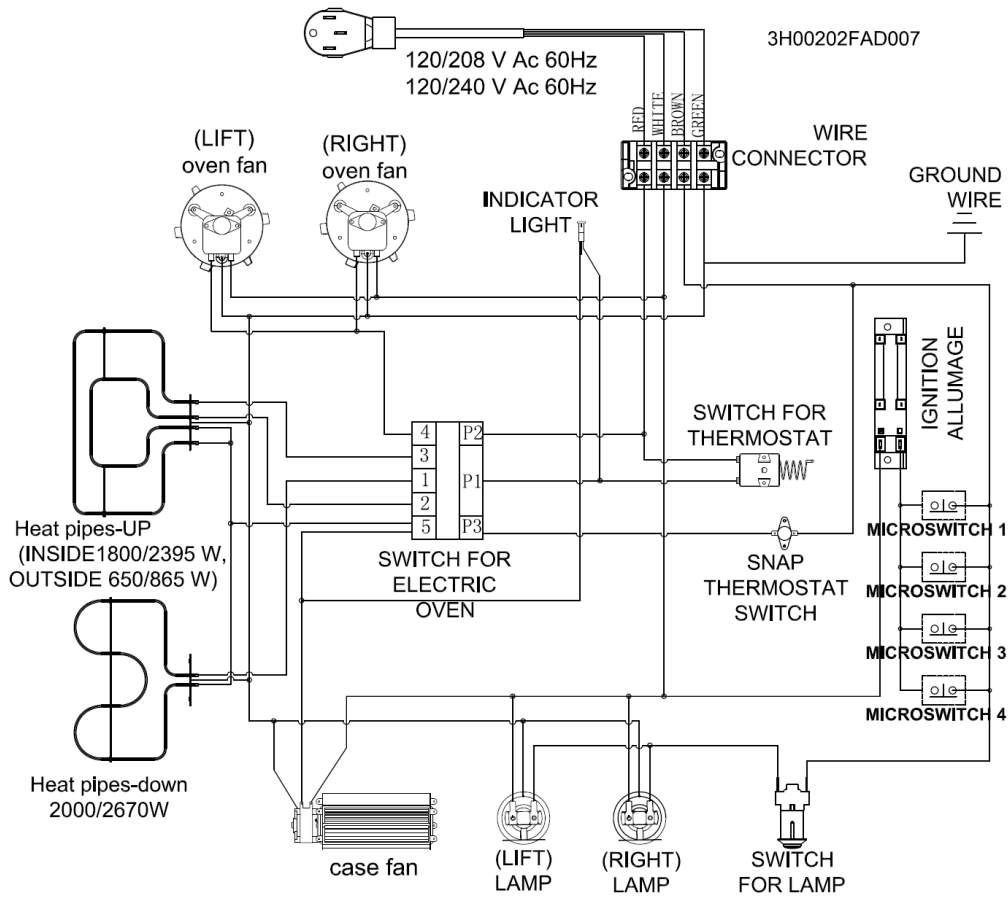 3H00202FAD007
120/208 V Ac 60Hz
120/240 V Ac 60Hz
RED
WHITE
BROWN
GREEN
WIRE
CONNECTOR
(LIFT)
oven fan
(RIGHT)
oven fan
INDICATOR
LIGHT
GROUND
WIRE
IGNITION
ALLUMAGE
SWITCH FOR
THERMOSTAT
4
3
1
2
5
P2
P1
P3
SWITCH FOR
ELECTRIC
OVEN
SNAP
THERMOSTAT
SWITCH
MICROSWITCH 1
MICROSWITCH 2
MICROSWITCH 3
MICROSWITCH 4
Heat pipes-UP
(INSIDE1800/2395 W,
OUTSIDE 650/865 W)
Heat pipes-down
2000/2670W
case fan
(LIFT)
LAMP
(RIGHT)
LAMP
SWITCH
FOR LAMP